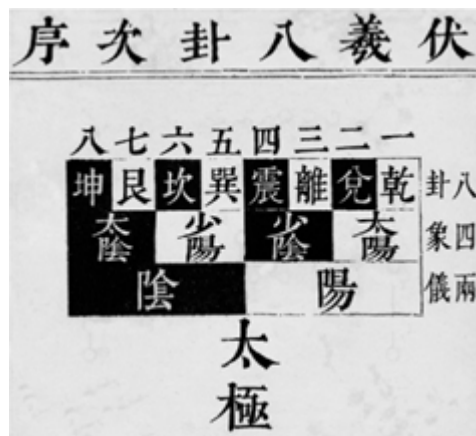 伏羲八卦次序
一二三四五六七八
八卦 乾 兌 離 震 巽 坎 艮 坤
四象 太陽 少陰 少陽 太陰
兩儀 陽 陰
太
極